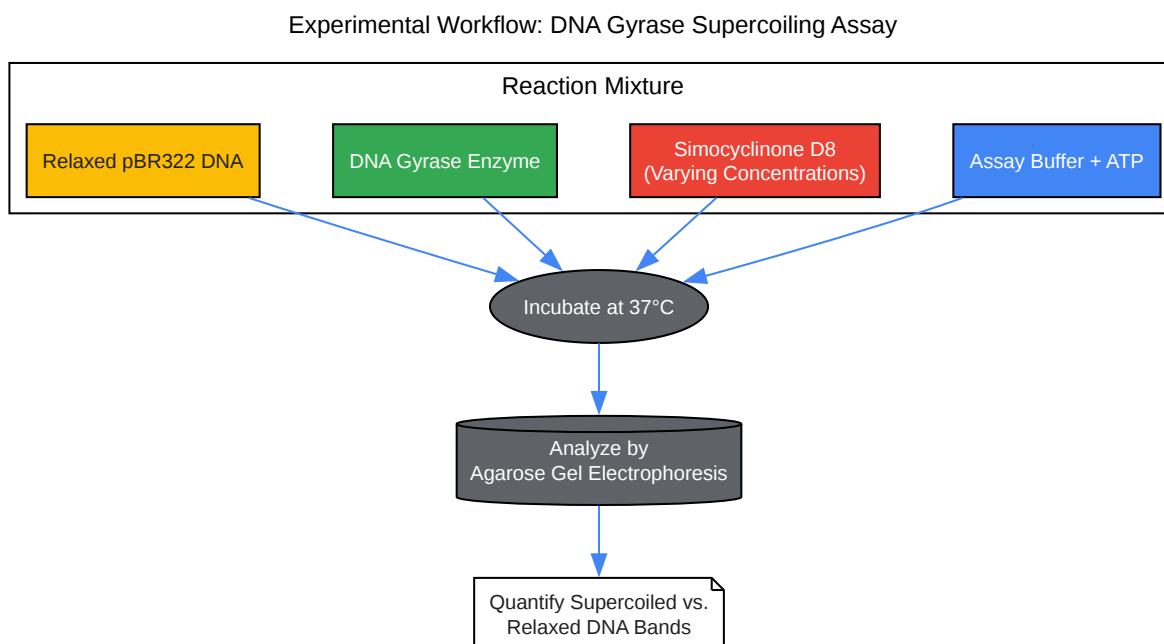 Experimental Workflow: DNA Gyrase Supercoiling Assay
Reaction Mixture
Relaxed pBR322 DNA
DNA Gyrase Enzyme
Simocyclinone D8
(Varying Concentrations)
Assay Buffer + ATP
Incubate at 37°C
Analyze by
Agarose Gel Electrophoresis
Quantify Supercoiled vs.
Relaxed DNA Bands